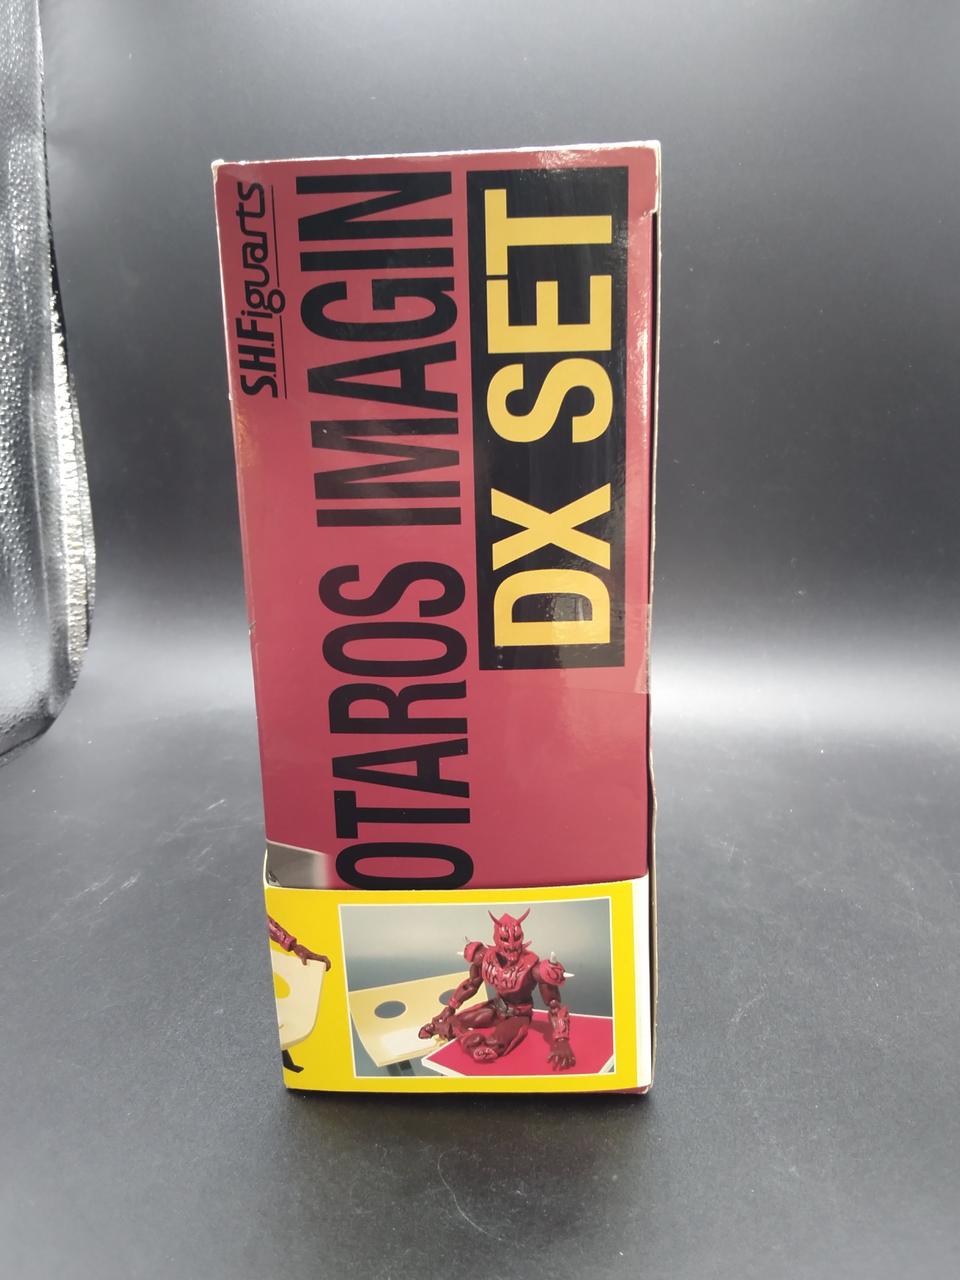 S.H.Figuarts
OTAROS IMAGIN
DX SET